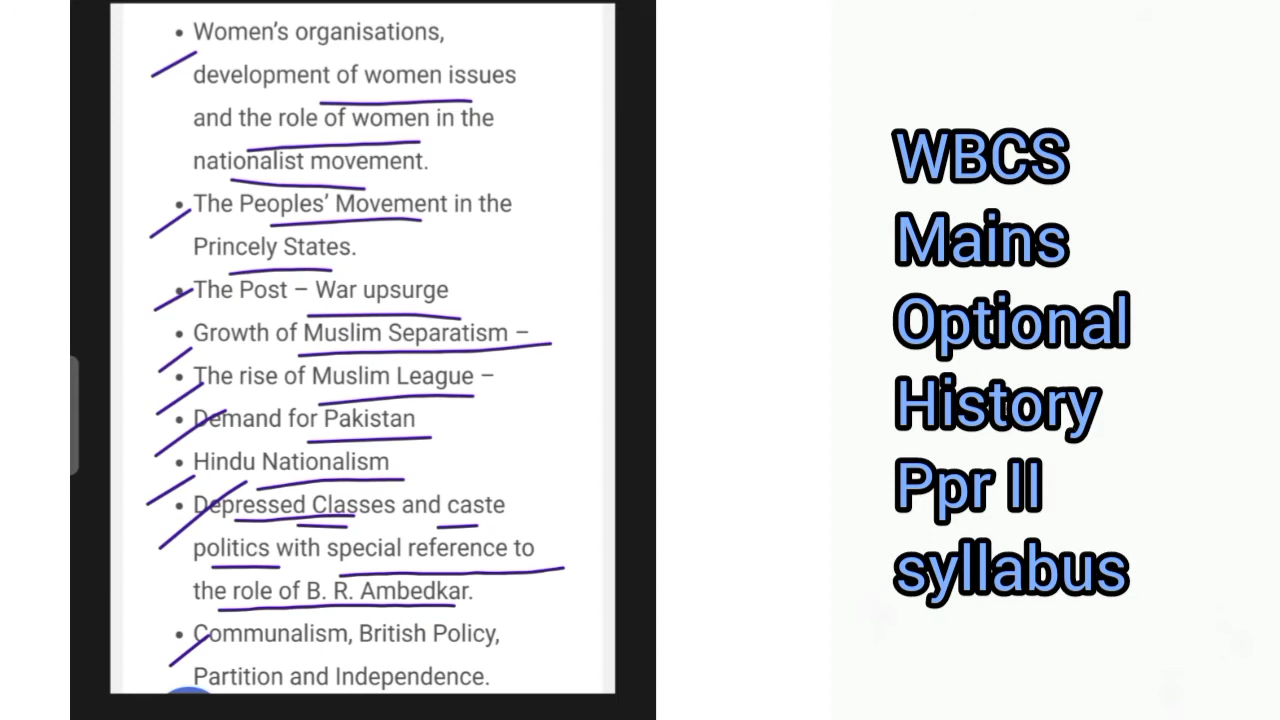 • Women’s organisations,
development of women issues
and the role of women in the
nationalist movement.
• The Peoples’ Movement in the
Princely States.
• The Post – War upsurge
• Growth of Muslim Separatism –
• The rise of Muslim League –
• Demand for Pakistan
• Hindu Nationalism
• Depressed Classes and caste
politics with special reference to
the role of B. R. Ambedkar.
• Communalism, British Policy,
Partition and Independence.
WBCS
Mains
Optional
History
Ppr II
syllabus